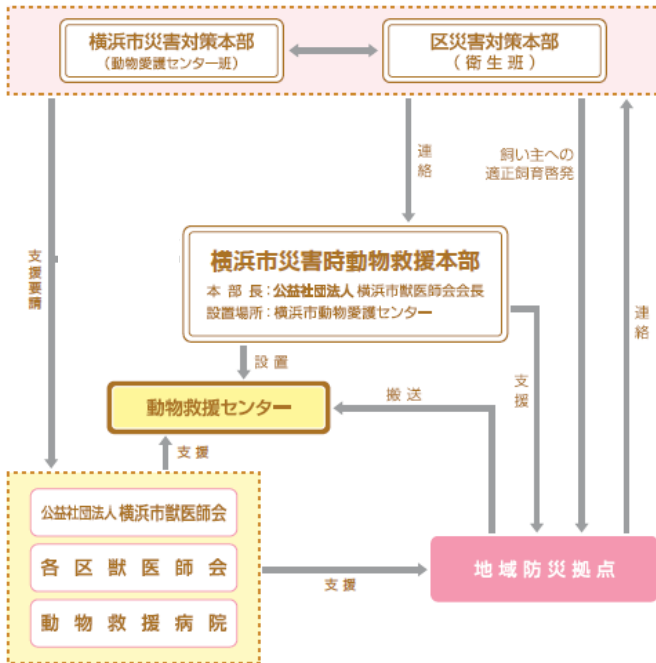 横浜市災害対策本部
(動物愛護センター班)
区災害対策本部
(衛生班)
連絡
飼い主への
適正飼育啓発
支援要請
横浜市災害時動物救援本部
本部長:公益社団法人 横浜市獣医師会会長
設置場所:横浜市動物愛護センター
連絡
設置
支援
搬送
動物救援センター
支援
公益社団法人 横浜市獣医師会
各区獣医師会
動物救援病院
支援
地域防災拠点